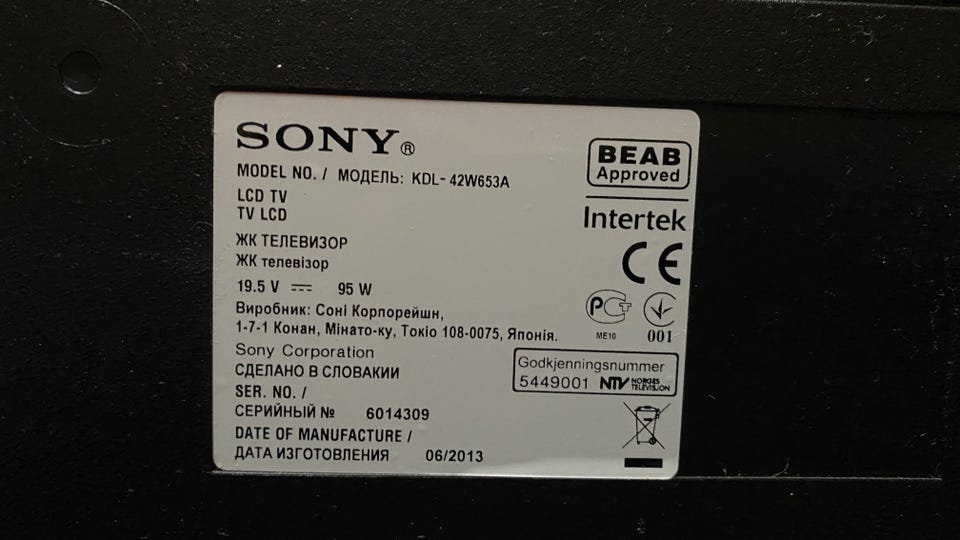 SONY®
MODEL NO. / МОДЕЛЬ: KDL-42W653A
LCD TV
TV LCD
ЖК ТЕЛЕВИЗОР
ЖК телевізор
19.5 V ⎓ 95 W
Виробник: Соні Корпорейшн,
1-7-1 Конан, Мінато-ку, Токіо 108-0075, Японія.
Sony Corporation
СДЕЛАНО В СЛОВАКИИ
SER. NO. /
СЕРИЙНЫЙ № 6014309
DATE OF MANUFACTURE /
ДАТА ИЗГОТОВЛЕНИЯ 06/2013
BEAB
Approved
Intertek
CE
РСТ
ME10 001
Godkjenningsnummer
5449001 NTV NORGES
TELEVISJON